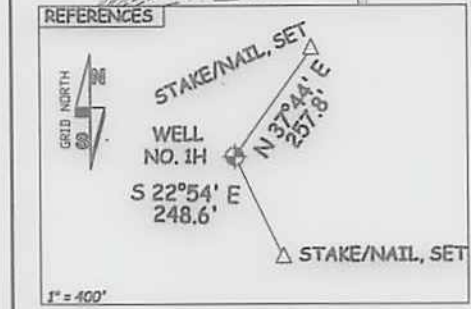 REFERENCES
STAKE/NAIL, SET
GRID NORTH
N
S
WELL
NO. 1H
N 37°44' E
257.8'
S 22°54' E
248.6'
STAKE/NAIL, SET
1" = 400'